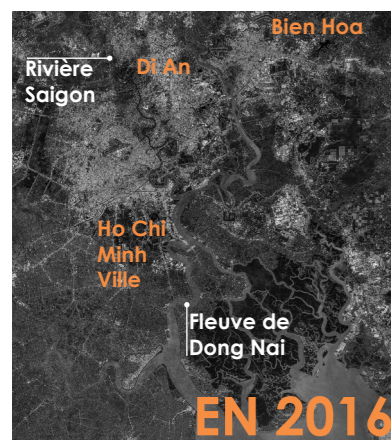 Bien Hoa
Rivière
Saigon
Di An
Ho Chi
Minh
Ville
Fleuve de
Dong Nai
EN 2016